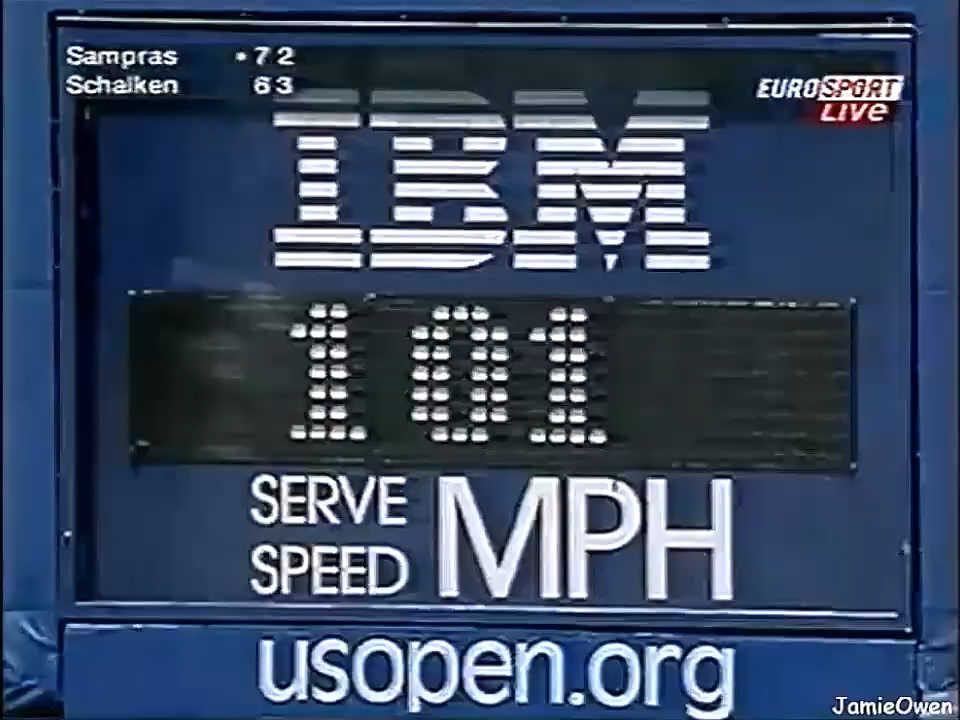 Sampras • 7 2
Schalken 6 3
EUROSPORT
LIVE
IBM
101
SERVE
SPEED
MPH
usopen.org
JamieOwen